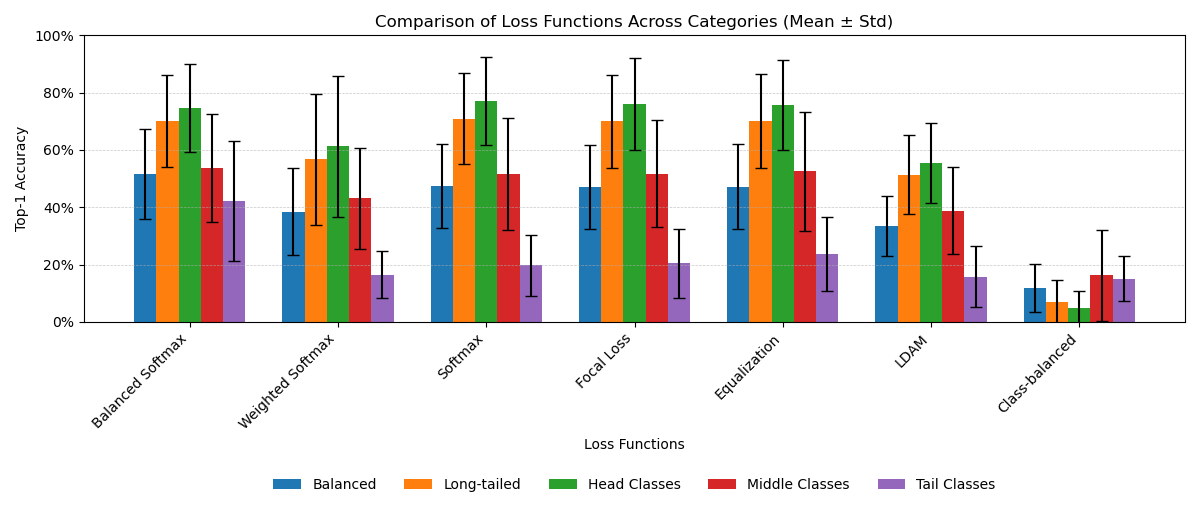 Comparison of Loss Functions Across Categories (Mean ± Std)
Top-1 Accuracy
100%
80%
60%
40%
20%
0%
Balanced Softmax
Weighted Softmax
Softmax
Focal Loss
Equalization
LDAM
Class-balanced
Loss Functions
Balanced
Long-tailed
Head Classes
Middle Classes
Tail Classes